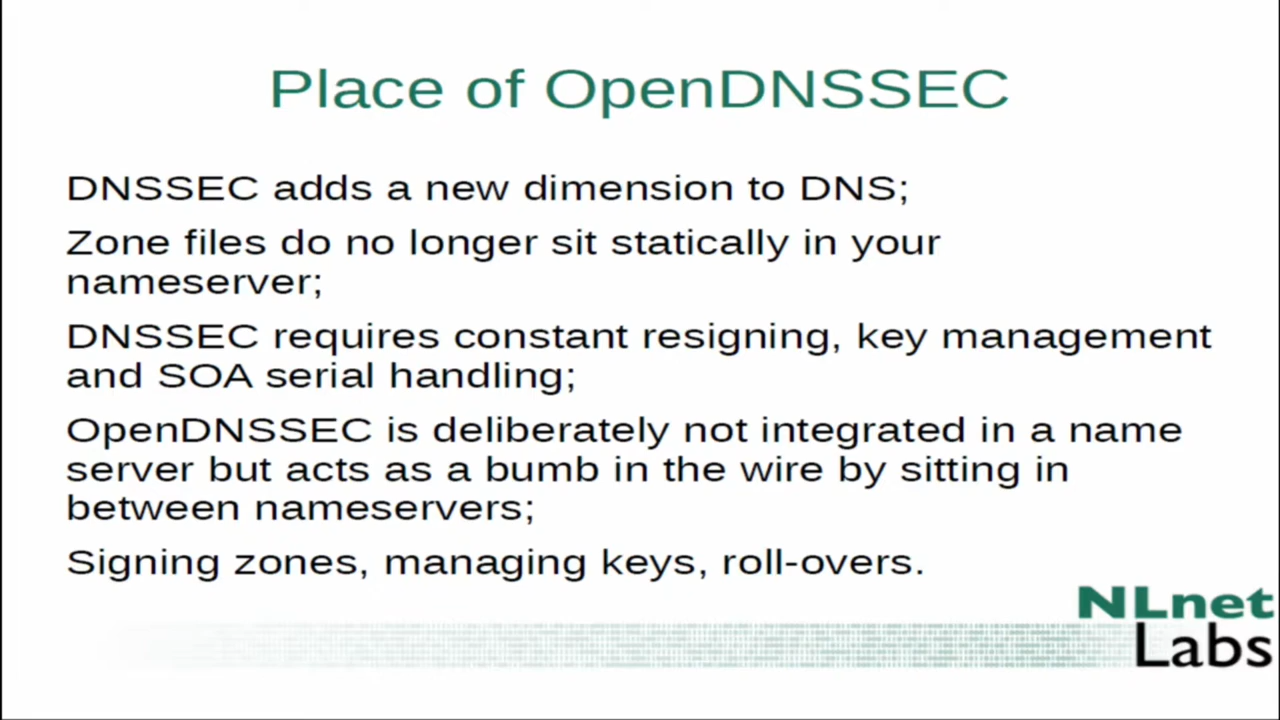 Place of OpenDNSSEC
DNSSEC adds a new dimension to DNS;
Zone files do no longer sit statically in your
nameserver;
DNSSEC requires constant resigning, key management
and SOA serial handling;
OpenDNSSEC is deliberately not integrated in a name
server but acts as a bumb in the wire by sitting in
between nameservers;
Signing zones, managing keys, roll-overs.
NLnet
Labs